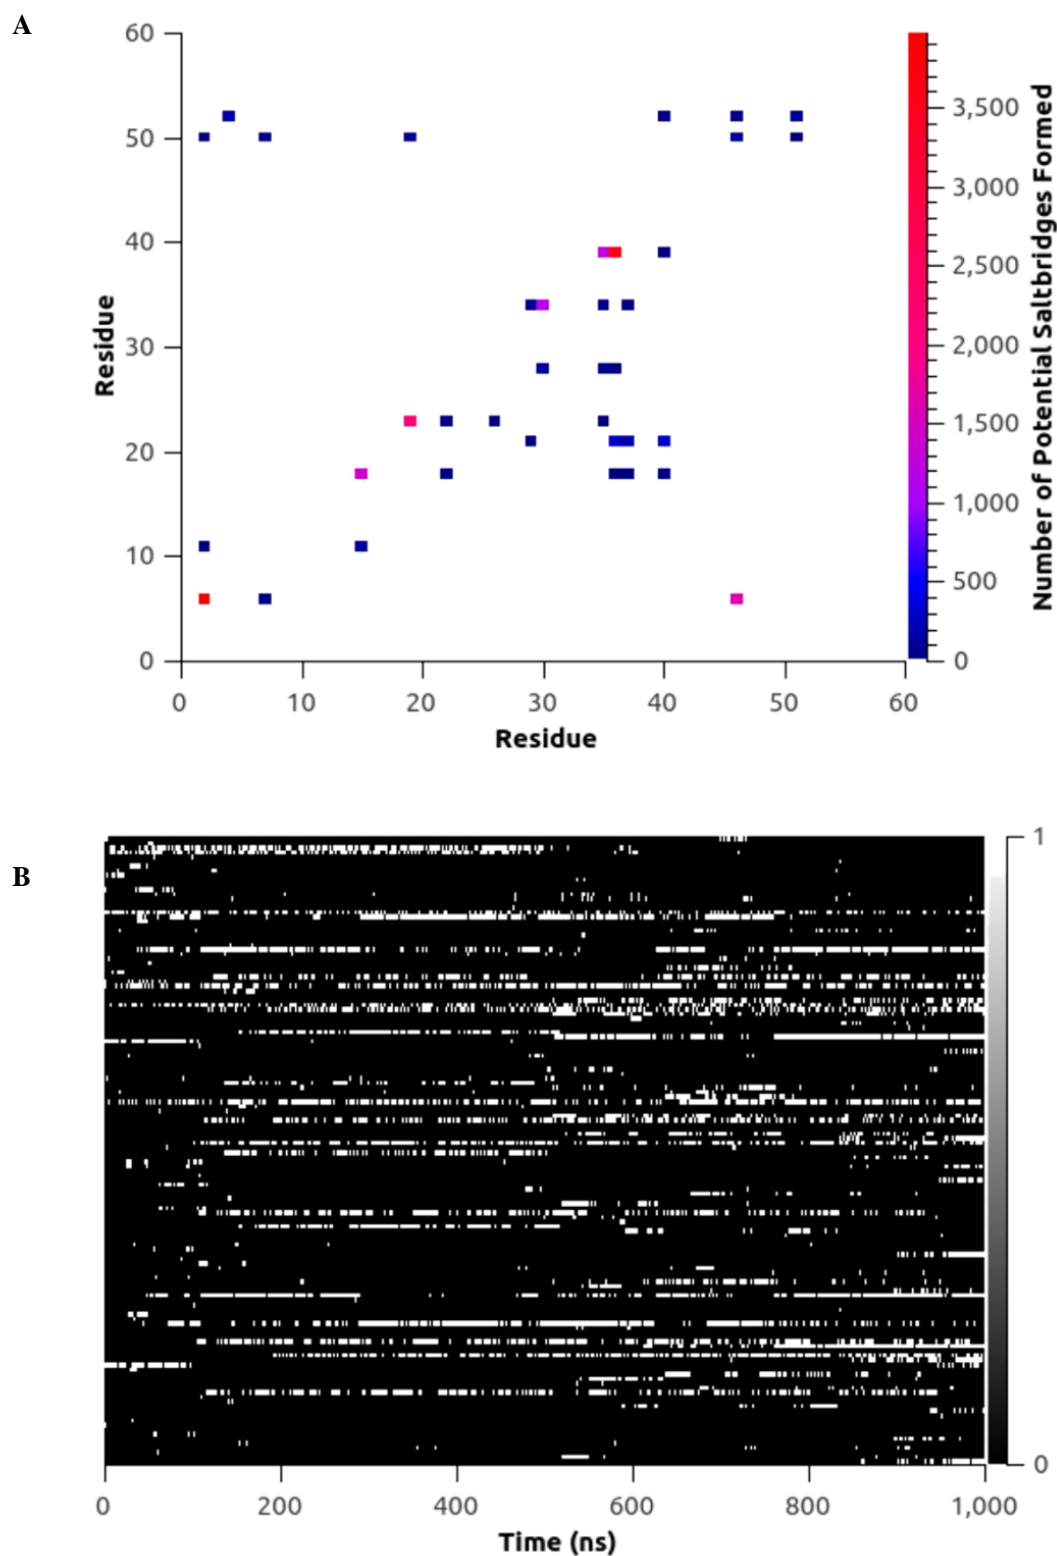 A
60
50
40
30
20
10
0
Residue
0 10 20 30 40 50 60
Residue
3,500
3,000
2,500
2,000
1,500
1,000
500
0
Number of Potential Saltbridges Formed
B
1
0
0 200 400 600 800 1,000
Time (ns)